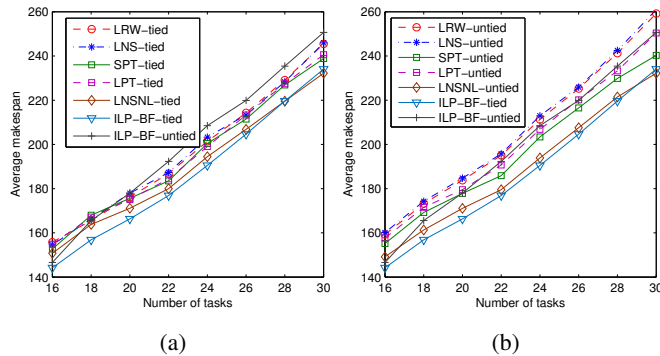 260
240
220
200
180
160
140
16 18 20 22 24 26 28 30
Average makespan
Number of tasks
LRW−tied
LNS−tied
SPT−tied
LPT−tied
LNSNL−tied
ILP−BF−tied
ILP−BF−untied
(a)
260
240
220
200
180
160
140
16 18 20 22 24 26 28 30
Average makespan
Number of tasks
LRW−untied
LNS−untied
SPT−untied
LPT−untied
LNSNL−untied
ILP−BF−tied
ILP−BF−untied
(b)